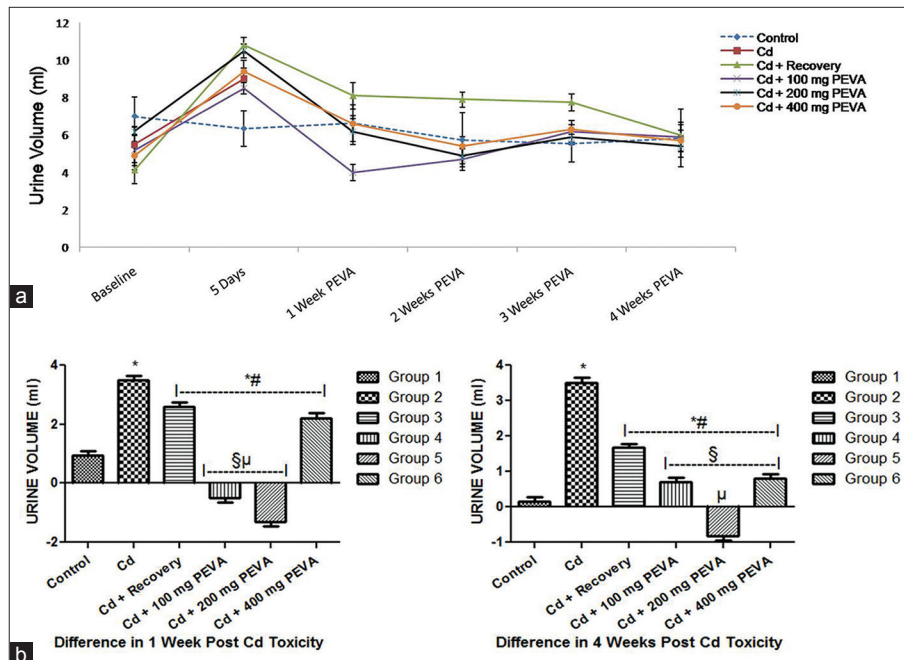 12
10
8
6
4
2
0
Urine Volume (ml)
Baseline
5 Days
1 Week PEVA
2 Weeks PEVA
3 Weeks PEVA
4 Weeks PEVA
Control
Cd
Cd + Recovery
Cd + 100 mg PEVA
Cd + 200 mg PEVA
Cd + 400 mg PEVA
a
4
2
0
-2
URINE VOLUME (ml)
*
*#
§µ
Control
Cd
Cd + Recovery
Cd + 100 mg PEVA
Cd + 200 mg PEVA
Cd + 400 mg PEVA
Group 1
Group 2
Group 3
Group 4
Group 5
Group 6
Difference in 1 Week Post Cd Toxicity
4
3
2
1
0
-1
URINE VOLUME (ml)
*
*#
§
µ
Control
Cd
Cd + Recovery
Cd + 100 mg PEVA
Cd + 200 mg PEVA
Cd + 400 mg PEVA
Group 1
Group 2
Group 3
Group 4
Group 5
Group 6
Difference in 4 Weeks Post Cd Toxicity
b